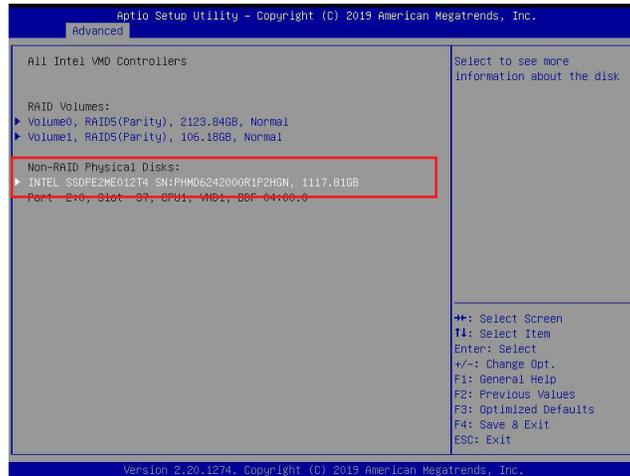 Aptio Setup Utility – Copyright (C) 2019 American Megatrends, Inc.
Advanced
All Intel VMD Controllers
RAID Volumes:
Volume0, RAID5(Parity), 2123.84GB, Normal
Volume1, RAID5(Parity), 106.18GB, Normal
Non-RAID Physical Disks:
INTEL SSDPE2ME012T4 SN:PHMD6242000R1P2HGN, 1117.81GB
Port 2:0, Slot 97, CPU1, VMD1, BDF 04:00.0
Select to see more
information about the disk
→←: Select Screen
↑↓: Select Item
Enter: Select
+/-: Change Opt.
F1: General Help
F2: Previous Values
F3: Optimized Defaults
F4: Save & Exit
ESC: Exit
Version 2.20.1274. Copyright (C) 2019 American Megatrends, Inc.